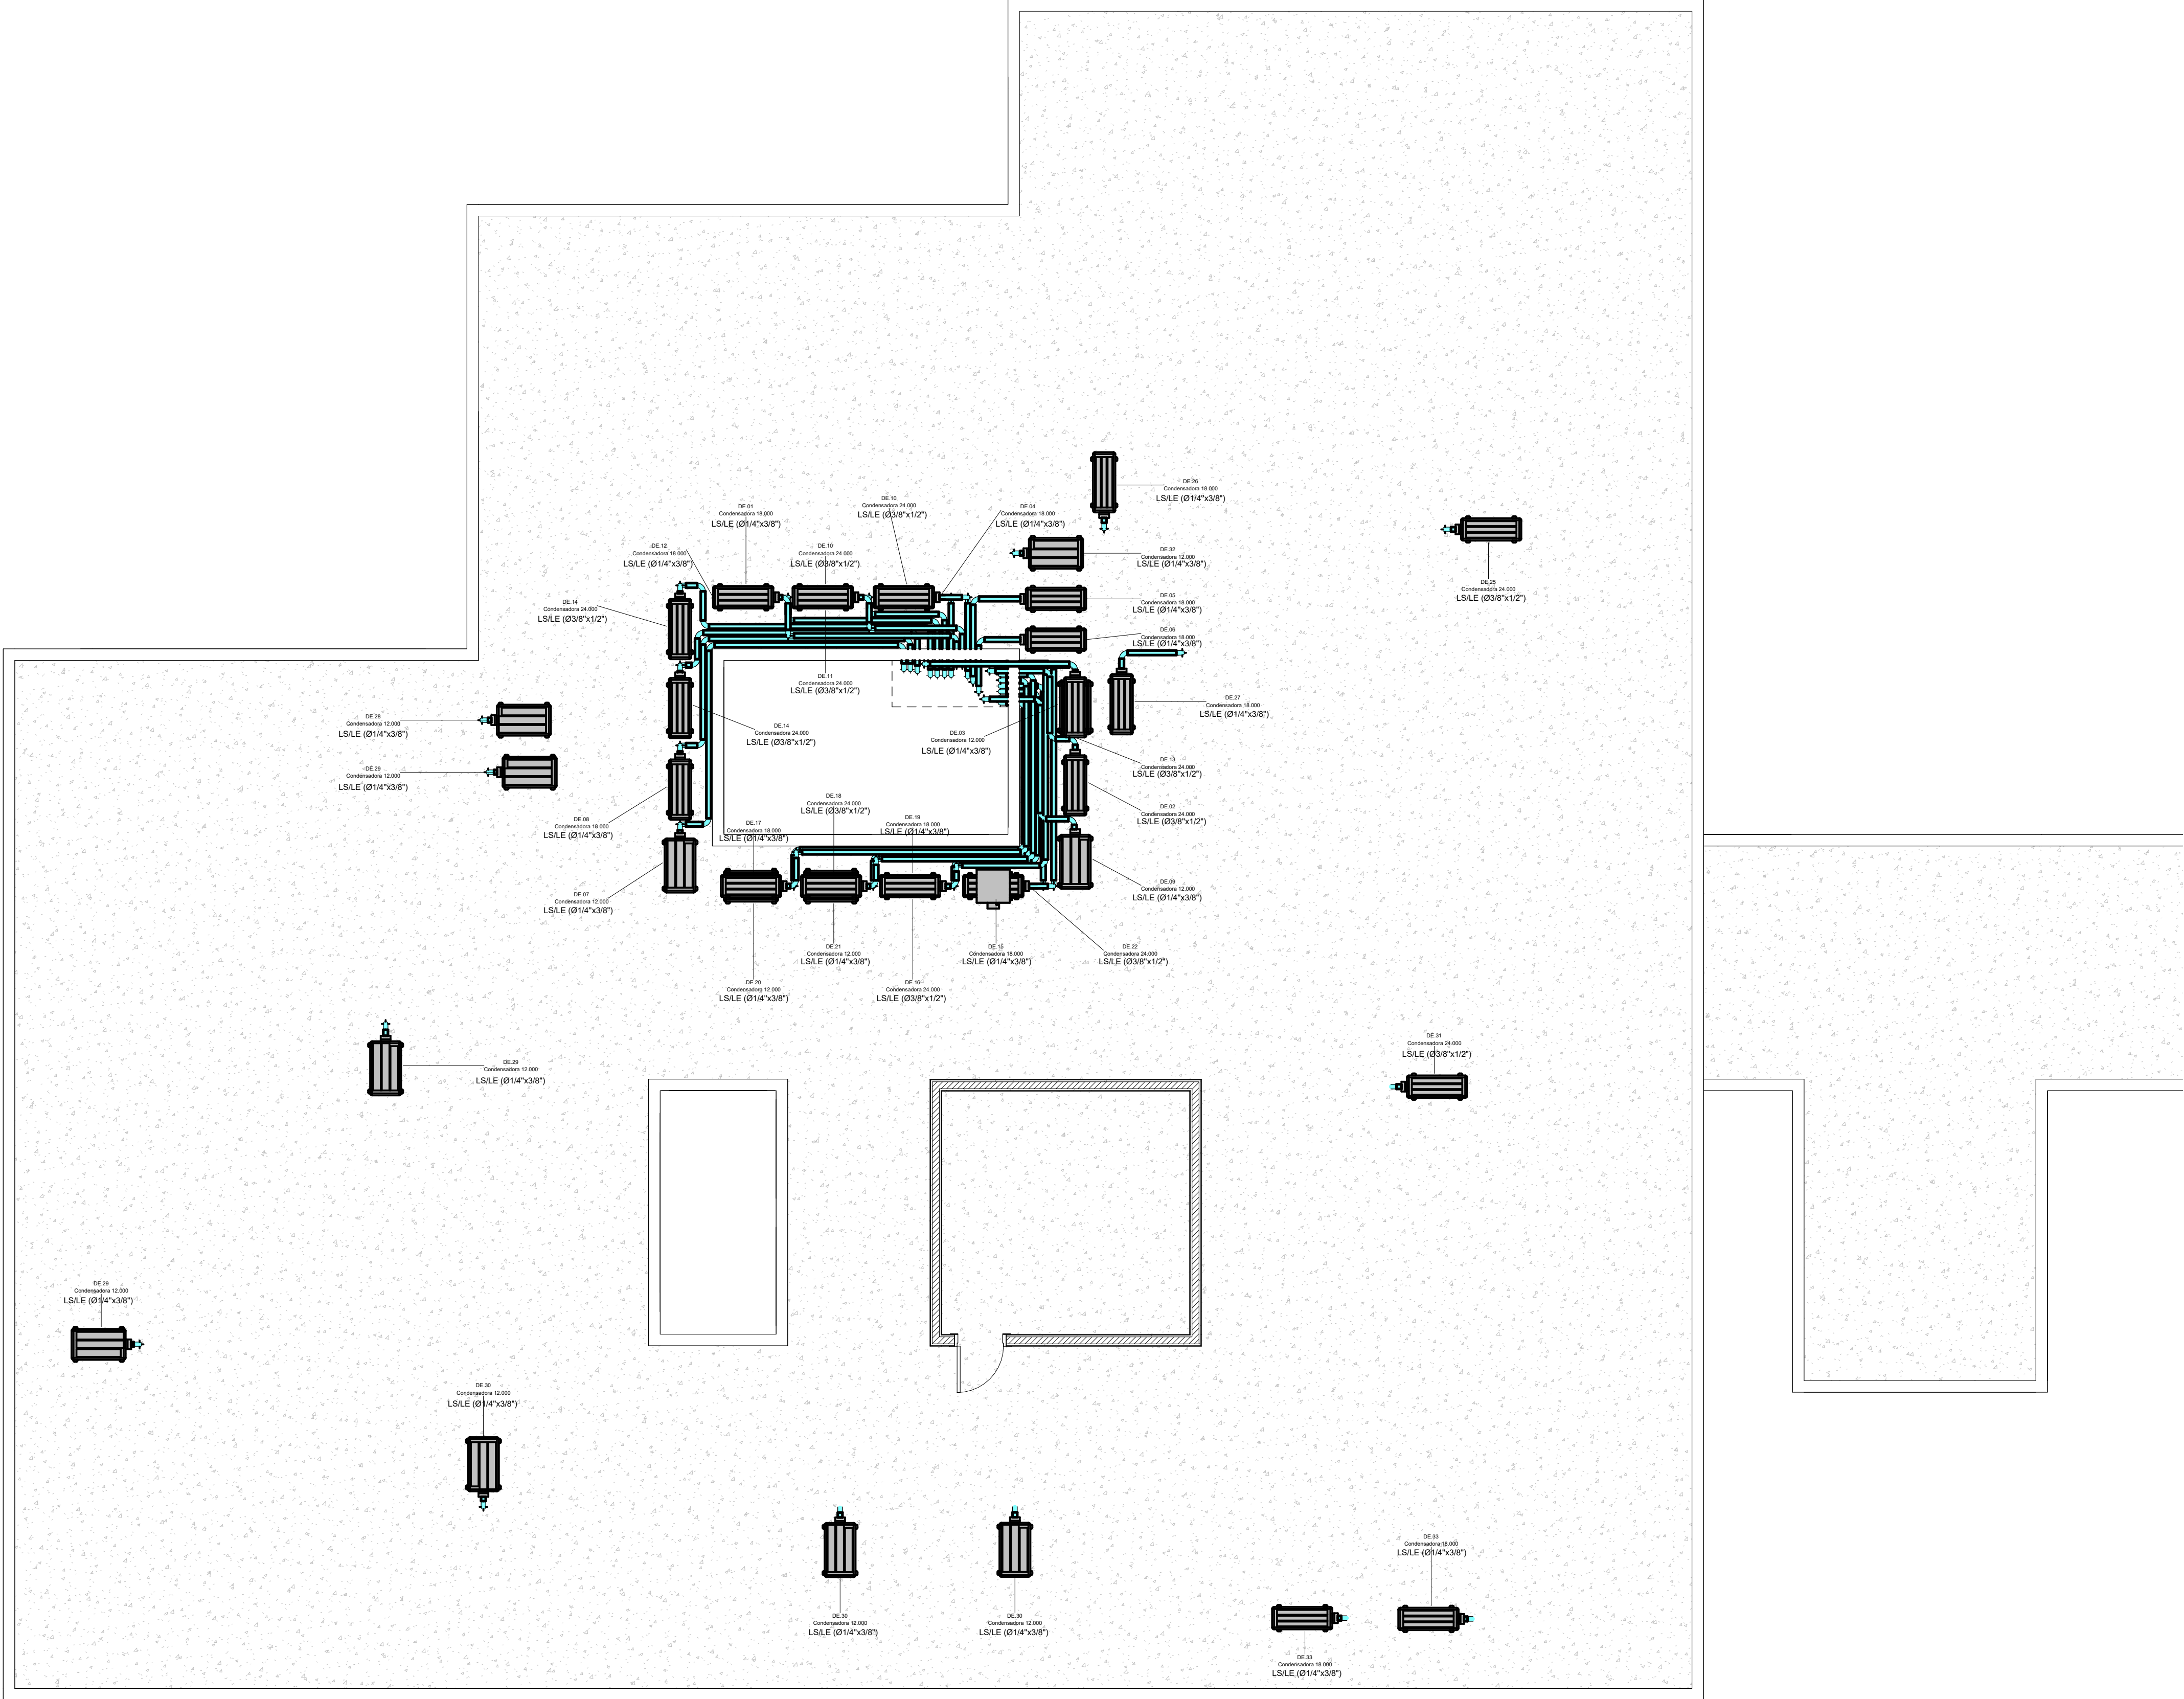 DE.26
Condensadora 18.000
LS/LE (Ø1/4"x3/8")
DE.10
Condensadora 24.000
LS/LE (Ø3/8"x1/2")
DE.01
Condensadora 18.000
LS/LE (Ø1/4"x3/8")
DE.04
Condensadora 18.000
LS/LE (Ø1/4"x3/8")
DE.12
Condensadora 18.000
LS/LE (Ø1/4"x3/8")
DE.10
Condensadora 24.000
LS/LE (Ø3/8"x1/2")
DE.32
Condensadora 12.000
LS/LE (Ø1/4"x3/8")
DE.25
Condensadora 24.000
LS/LE (Ø3/8"x1/2")
DE.05
Condensadora 18.000
LS/LE (Ø1/4"x3/8")
DE.14
Condensadora 24.000
LS/LE (Ø3/8"x1/2")
DE.06
Condensadora 18.000
LS/LE (Ø1/4"x3/8")
DE.11
Condensadora 24.000
LS/LE (Ø3/8"x1/2")
DE.27
Condensadora 18.000
LS/LE (Ø1/4"x3/8")
DE.28
Condensadora 12.000
LS/LE (Ø1/4"x3/8")
DE.14
Condensadora 24.000
LS/LE (Ø3/8"x1/2")
DE.03
Condensadora 12.000
LS/LE (Ø1/4"x3/8")
DE.13
Condensadora 24.000
LS/LE (Ø3/8"x1/2")
DE.29
Condensadora 12.000
LS/LE (Ø1/4"x3/8")
DE.18
Condensadora 24.000
LS/LE (Ø3/8"x1/2")
DE.02
Condensadora 24.000
LS/LE (Ø3/8"x1/2")
DE.08
Condensadora 18.000
LS/LE (Ø1/4"x3/8")
DE.17
Condensadora 18.000
LS/LE (Ø1/4"x3/8")
DE.19
Condensadora 18.000
LS/LE (Ø1/4"x3/8")
DE.07
Condensadora 12.000
LS/LE (Ø1/4"x3/8")
DE.09
Condensadora 12.000
LS/LE (Ø1/4"x3/8")
DE.21
Condensadora 12.000
LS/LE (Ø1/4"x3/8")
DE.15
Condensadora 18.000
LS/LE (Ø1/4"x3/8")
DE.22
Condensadora 24.000
LS/LE (Ø3/8"x1/2")
DE.20
Condensadora 12.000
LS/LE (Ø1/4"x3/8")
DE.16
Condensadora 24.000
LS/LE (Ø3/8"x1/2")
DE.31
Condensadora 24.000
LS/LE (Ø3/8"x1/2")
DE.29
Condensadora 12.000
LS/LE (Ø1/4"x3/8")
DE.29
Condensadora 12.000
LS/LE (Ø1/4"x3/8")
DE.30
Condensadora 12.000
LS/LE (Ø1/4"x3/8")
DE.33
Condensadora 18.000
LS/LE (Ø1/4"x3/8")
DE.30
Condensadora 12.000
LS/LE (Ø1/4"x3/8")
DE.30
Condensadora 12.000
LS/LE (Ø1/4"x3/8")
DE.33
Condensadora 18.000
LS/LE (Ø1/4"x3/8")